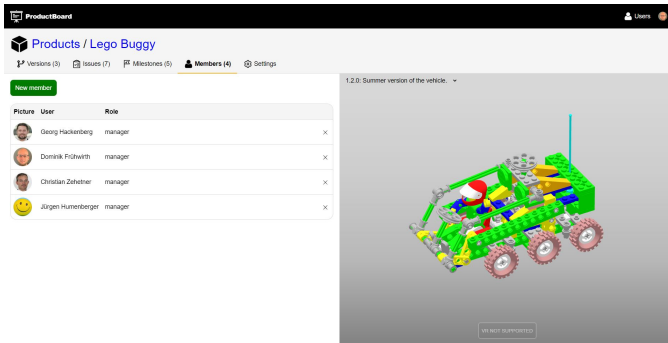 ProductBoard
Users
Products / Lego Buggy
Versions (3) Issues (7) Milestones (5) Members (4) Settings
New member
1.2.0: Summer version of the vehicle.
Picture User Role
Georg Hackenberg manager
Dominik Frühwirth manager
Christian Zehetner manager
Jürgen Humenberger manager
VR NOT SUPPORTED